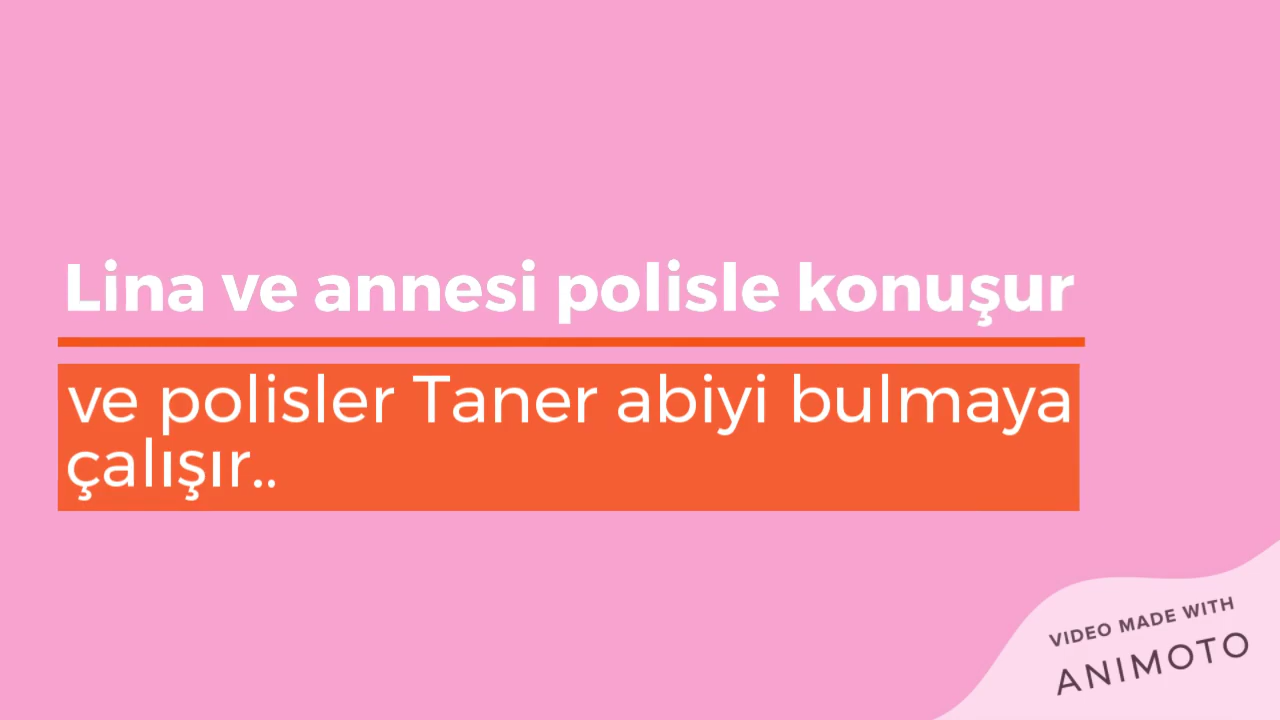 Lina ve annesi polisle konuşur
ve polisler Taner abiyi bulmaya
çalışır..
VIDEO MADE WITH
ANIMOTO